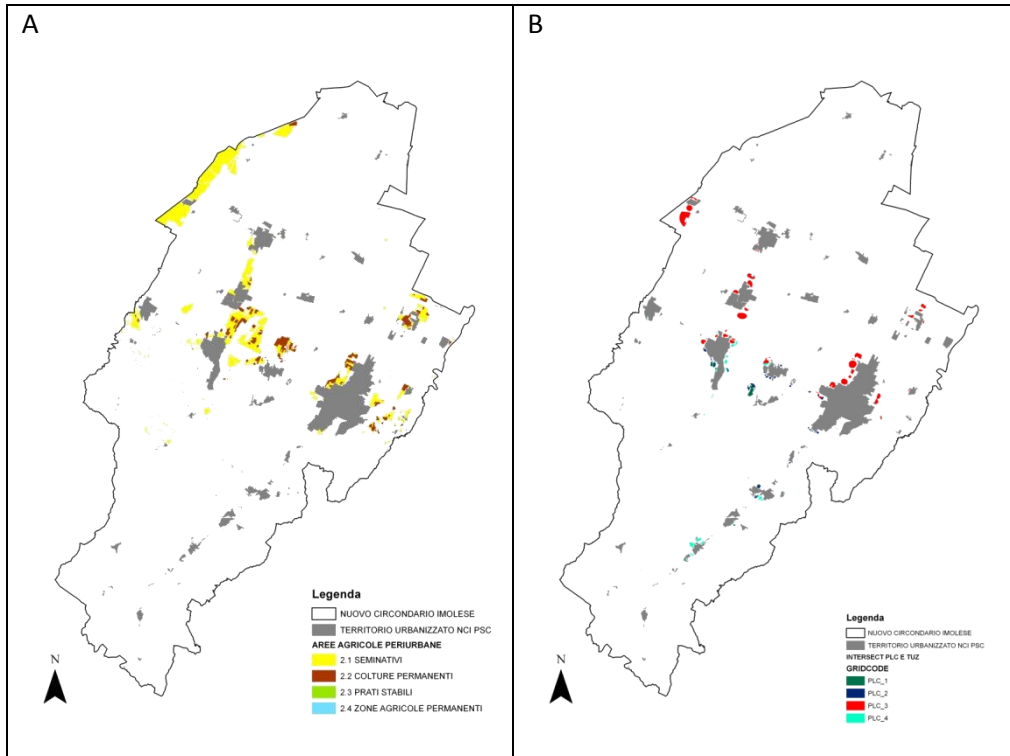 A
Legenda
NUOVO CIRCONDARIO IMOLESE
TERRITORIO URBANIZZATO NCI PSC
AREE AGRICOLE PERIURBANE
2.1 SEMINATIVI
2.2 COLTURE PERMANENTI
2.3 PRATI STABILI
2.4 ZONE AGRICOLE PERMANENTI
N
B
Legenda
NUOVO CIRCONDARIO IMOLESE
TERRITORIO URBANIZZATO NCI PSC
INTERSECT PLC E TUZ
GRIDCODE
PLC_1
PLC_2
PLC_3
PLC_4
N